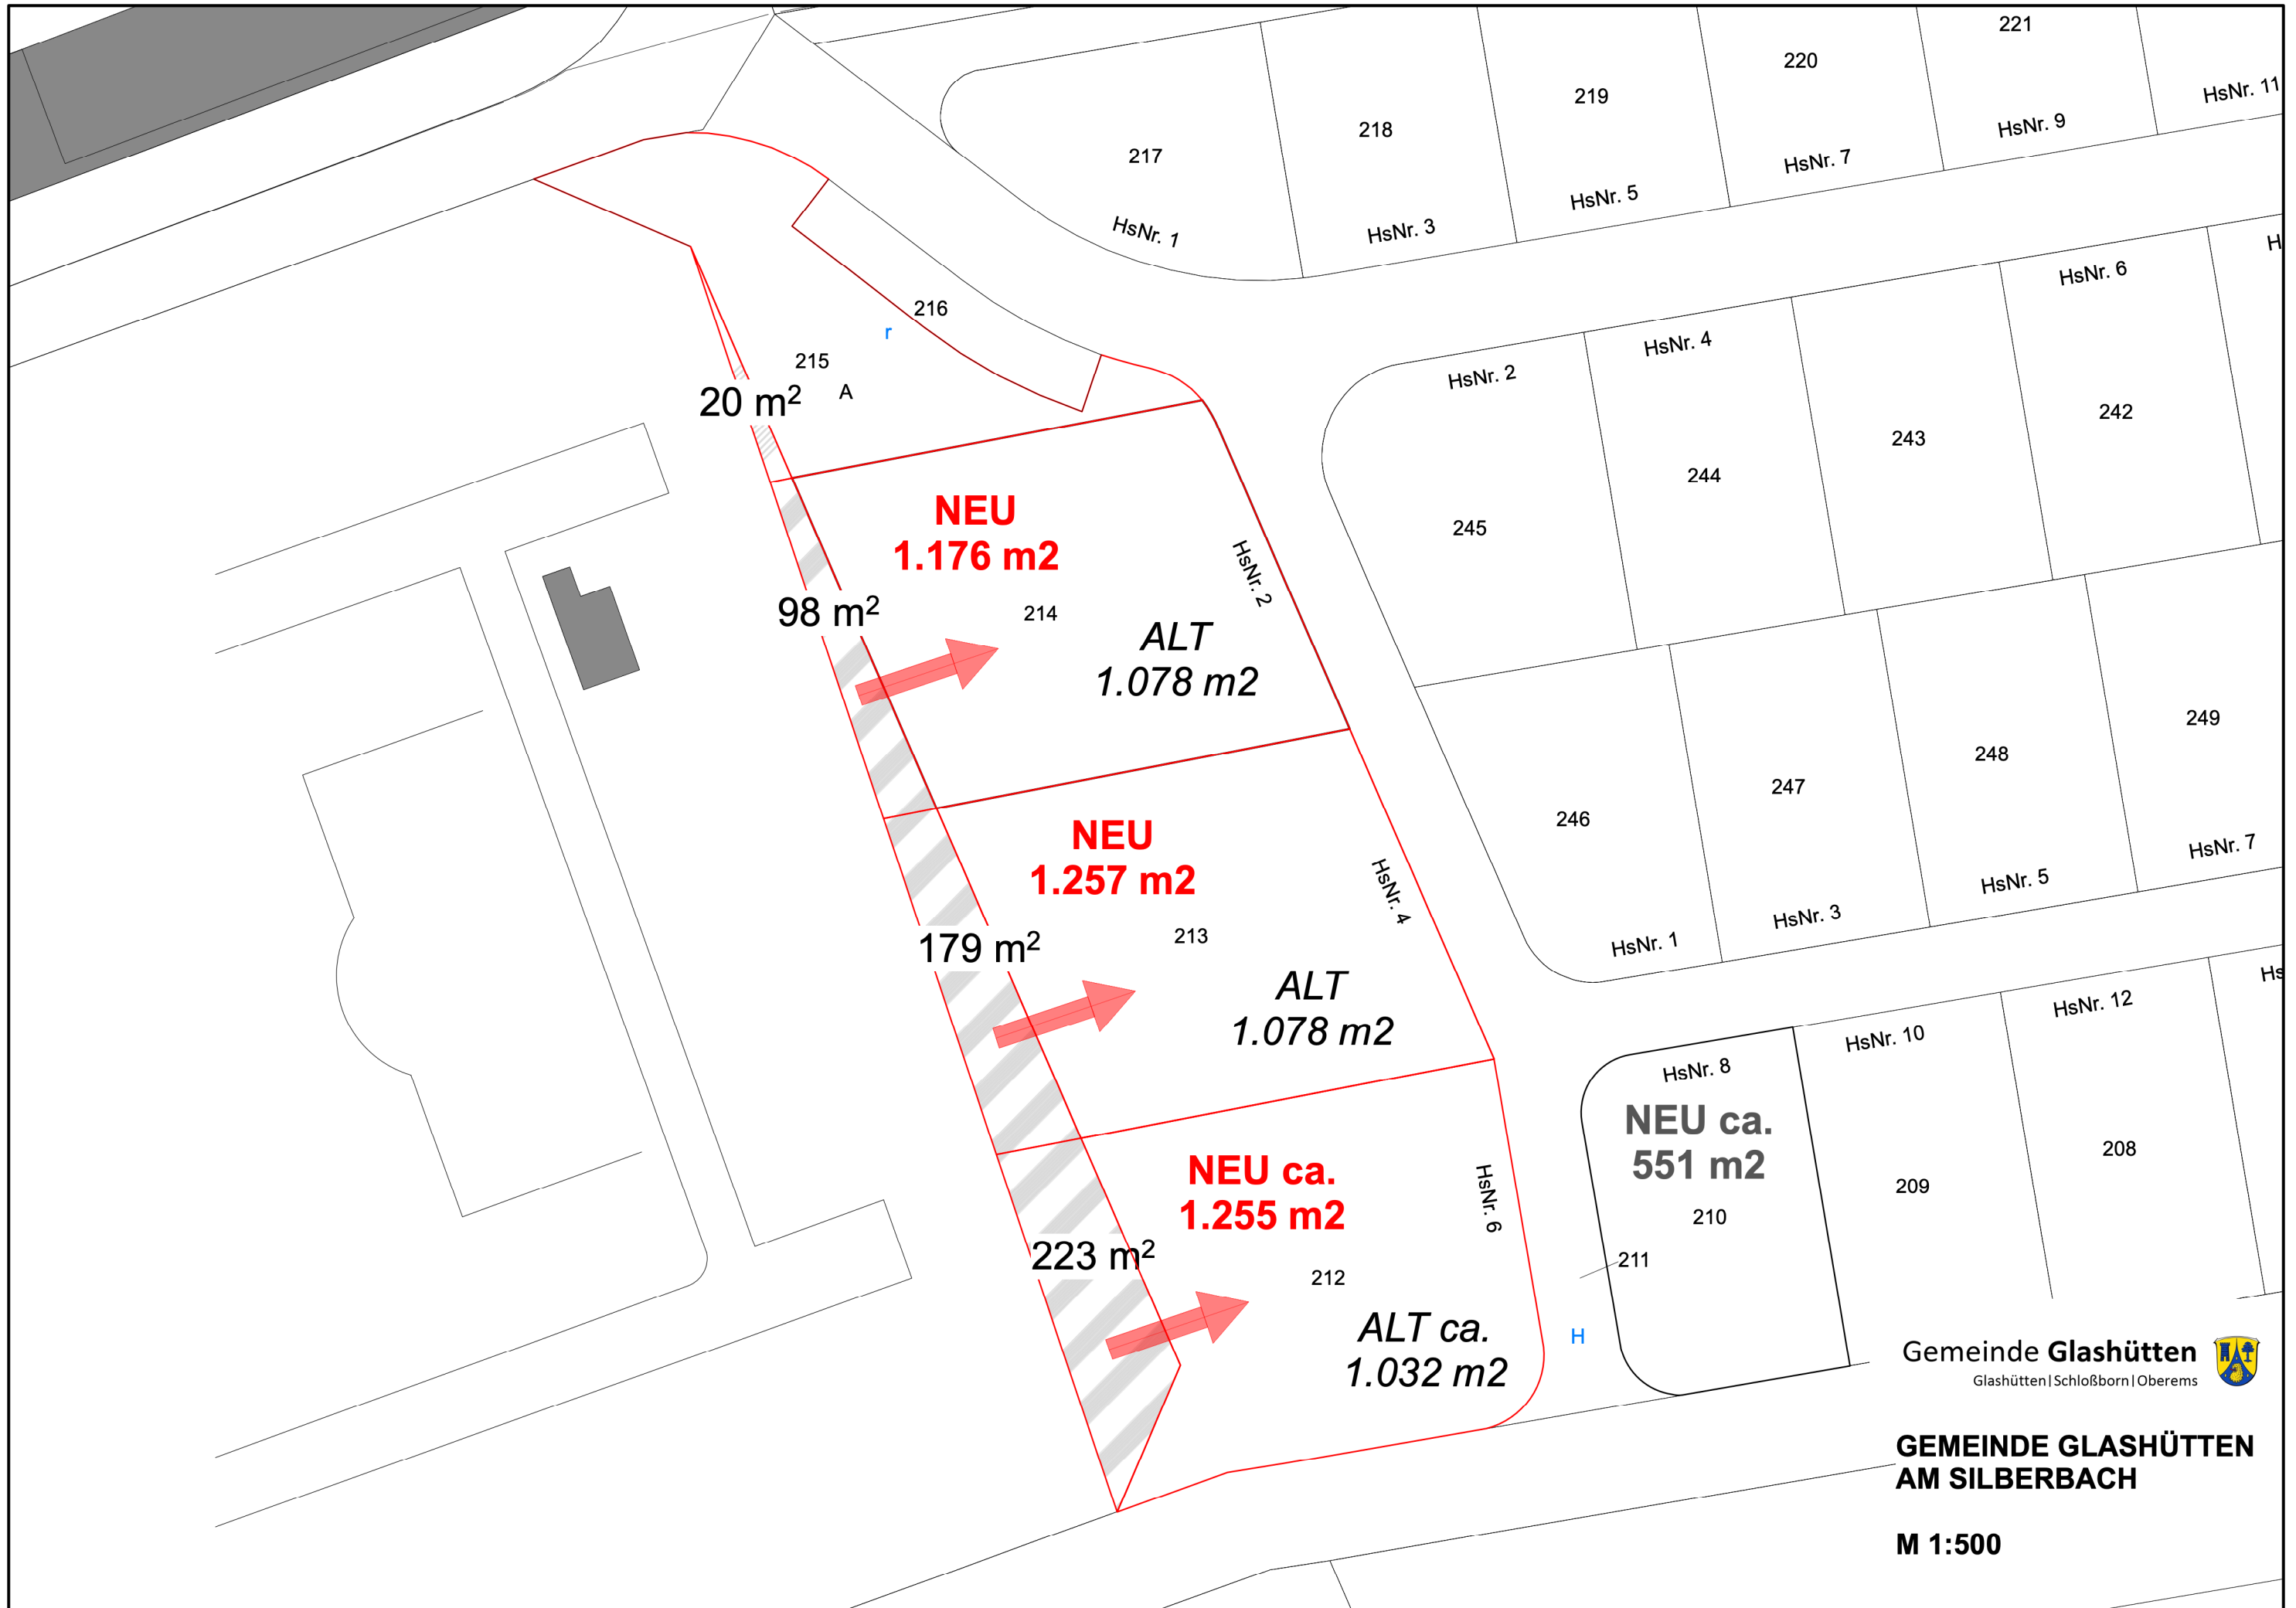 221
220
HsNr. 11
219
HsNr. 9
218
217
HsNr. 7
HsNr. 5
HsNr. 1
HsNr. 3
H
HsNr. 6
216
r
HsNr. 4
215
A
HsNr. 2
20 m²
242
243
244
NEU
1.176 m2
245
HsNr. 2
98 m²
214
ALT
1.078 m2
249
248
247
246
NEU
1.257 m2
HsNr. 4
HsNr. 7
HsNr. 5
HsNr. 3
HsNr. 1
179 m²
213
ALT
1.078 m2
Hs
HsNr. 12
HsNr. 10
HsNr. 8
NEU ca.
551 m2
208
209
210
211
NEU ca.
1.255 m2
HsNr. 6
223 m²
212
ALT ca.
1.032 m2
H
Gemeinde Glashütten
Glashütten|Schloßborn|Oberems
GEMEINDE GLASHÜTTEN
AM SILBERBACH
M 1:500